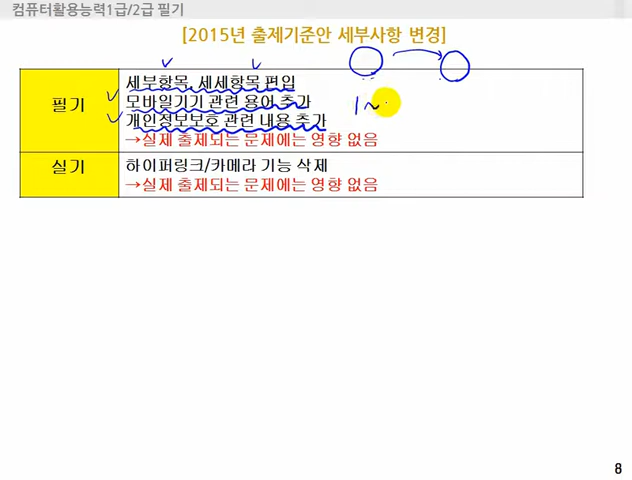 컴퓨터활용능력1급/2급 필기
[2015년 출제기준안 세부사항 변경]
필기
세부항목, 세세항목 편입
모바일기기 관련 용어 추가
개인정보보호 관련 내용 추가
→실제 출제되는 문제에는 영향 없음
1~
실기
하이퍼링크/카메라 기능 삭제
→실제 출제되는 문제에는 영향 없음
8